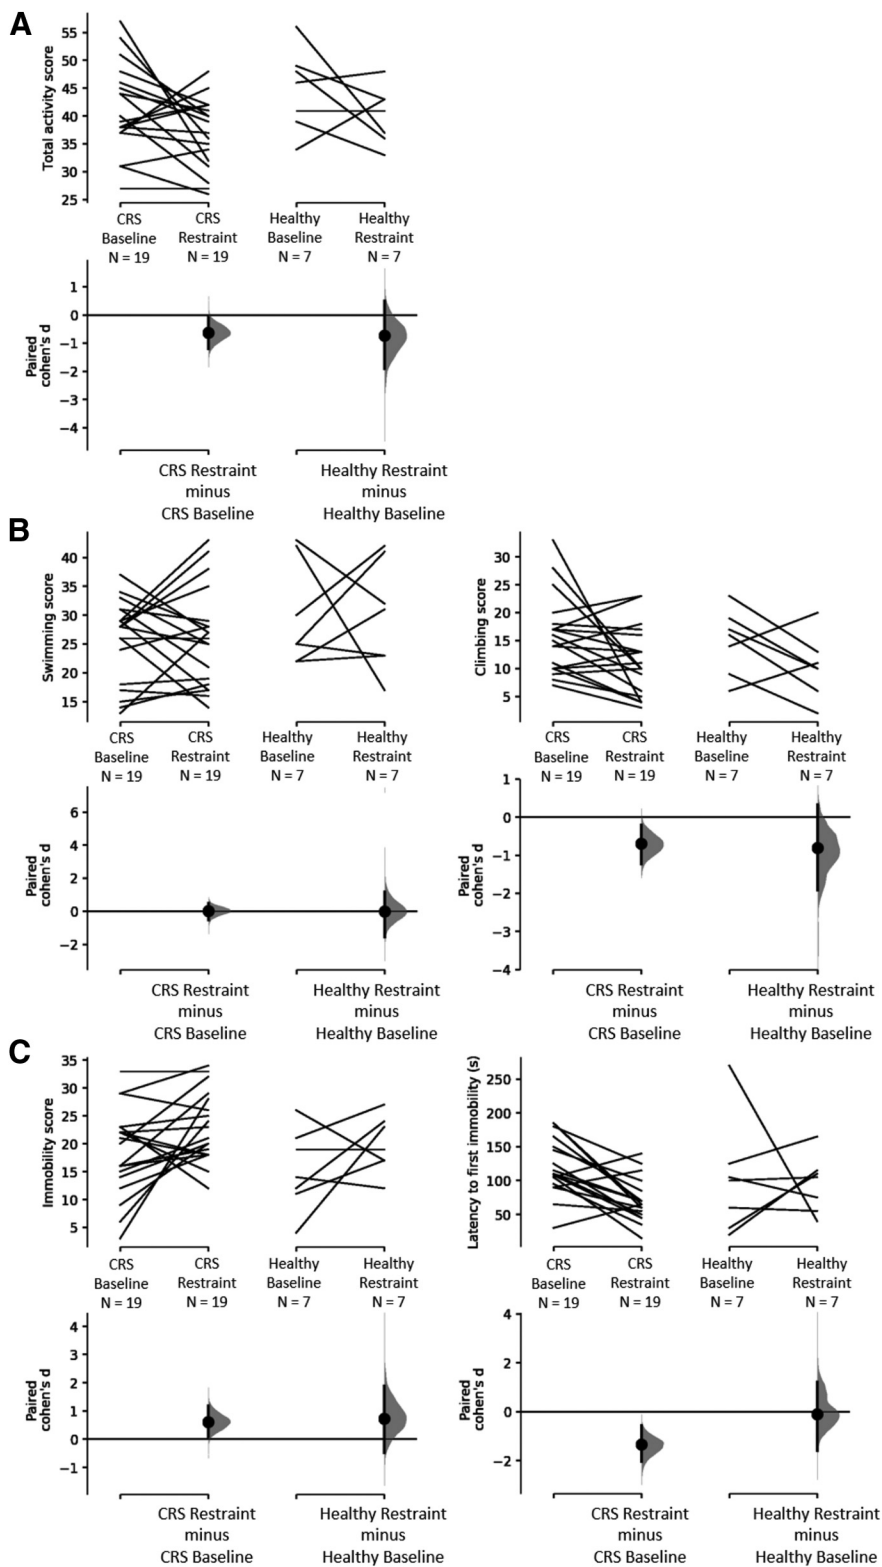 A
Total activity score
55
50
45
40
35
30
25
CRS
Baseline
N = 19
CRS
Restraint
N = 19
Healthy
Baseline
N = 7
Healthy
Restraint
N = 7
Paired
cohen's d
1
0
−1
−2
−3
−4
CRS Restraint
minus
CRS Baseline
Healthy Restraint
minus
Healthy Baseline
B
Swimming score
40
35
30
25
20
15
CRS
Baseline
N = 19
CRS
Restraint
N = 19
Healthy
Baseline
N = 7
Healthy
Restraint
N = 7
Paired
cohen's d
6
4
2
0
−2
CRS Restraint
minus
CRS Baseline
Healthy Restraint
minus
Healthy Baseline
Climbing score
30
25
20
15
10
5
CRS
Baseline
N = 19
CRS
Restraint
N = 19
Healthy
Baseline
N = 7
Healthy
Restraint
N = 7
Paired
cohen's d
1
0
−1
−2
−3
−4
CRS Restraint
minus
CRS Baseline
Healthy Restraint
minus
Healthy Baseline
C
Immobility score
35
30
25
20
15
10
5
CRS
Baseline
N = 19
CRS
Restraint
N = 19
Healthy
Baseline
N = 7
Healthy
Restraint
N = 7
Paired
cohen's d
4
3
2
1
0
−1
CRS Restraint
minus
CRS Baseline
Healthy Restraint
minus
Healthy Baseline
Latency to first immobility (s)
250
200
150
100
50
CRS
Baseline
N = 19
CRS
Restraint
N = 19
Healthy
Baseline
N = 7
Healthy
Restraint
N = 7
Paired
cohen's d
4
2
0
−2
CRS Restraint
minus
CRS Baseline
Healthy Restraint
minus
Healthy Baseline